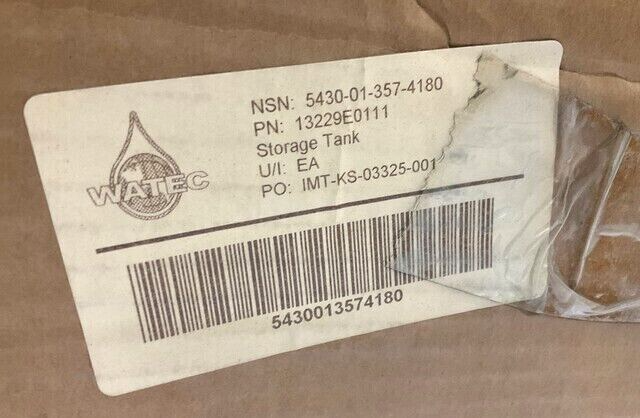 NSN: 5430-01-357-4180
PN: 13229E0111
Storage Tank
U/I: EA
PO: IMT-KS-03325-001
WATEC
5430013574180